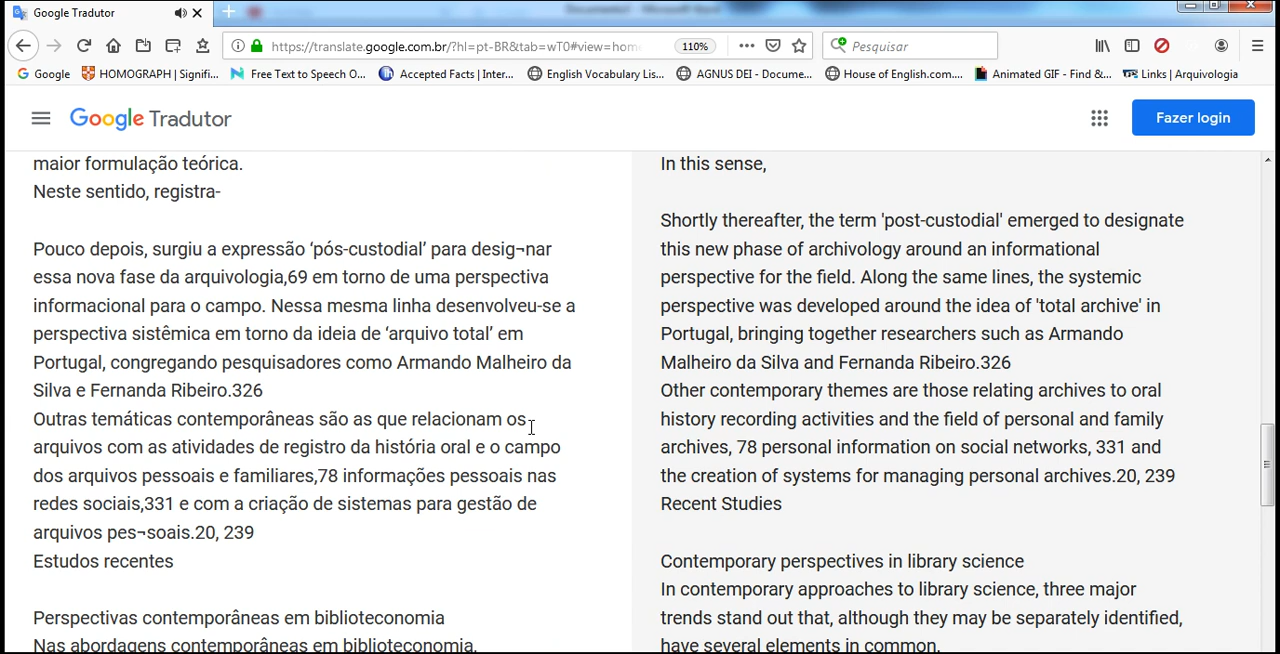 Google Tradutor
https://translate.google.com.br/?hl=pt-BR&tab=wT0#view=hom
110%
Pesquisar
Google
HOMOGRAPH | Signifi...
Free Text to Speech O...
Accepted Facts | Inter...
English Vocabulary Lis...
AGNUS DEI - Docume...
House of English.com....
Animated GIF - Find &...
Links | Arquivologia
Google Tradutor
Fazer login
maior formulação teórica.
Neste sentido, registra-
Pouco depois, surgiu a expressão ‘pós-custodial’ para desig¬nar
essa nova fase da arquivologia,69 em torno de uma perspectiva
informacional para o campo. Nessa mesma linha desenvolveu-se a
perspectiva sistêmica em torno da ideia de ‘arquivo total’ em
Portugal, congregando pesquisadores como Armando Malheiro da
Silva e Fernanda Ribeiro.326
Outras temáticas contemporâneas são as que relacionam os
arquivos com as atividades de registro da história oral e o campo
dos arquivos pessoais e familiares,78 informações pessoais nas
redes sociais,331 e com a criação de sistemas para gestão de
arquivos pes¬soais.20, 239
Estudos recentes
Perspectivas contemporâneas em biblioteconomia
Nas abordagens contemporâneas em biblioteconomia,
In this sense,
Shortly thereafter, the term 'post-custodial' emerged to designate
this new phase of archivology around an informational
perspective for the field. Along the same lines, the systemic
perspective was developed around the idea of 'total archive' in
Portugal, bringing together researchers such as Armando
Malheiro da Silva and Fernanda Ribeiro.326
Other contemporary themes are those relating archives to oral
history recording activities and the field of personal and family
archives, 78 personal information on social networks, 331 and
the creation of systems for managing personal archives.20, 239
Recent Studies
Contemporary perspectives in library science
In contemporary approaches to library science, three major
trends stand out that, although they may be separately identified,
have several elements in common.